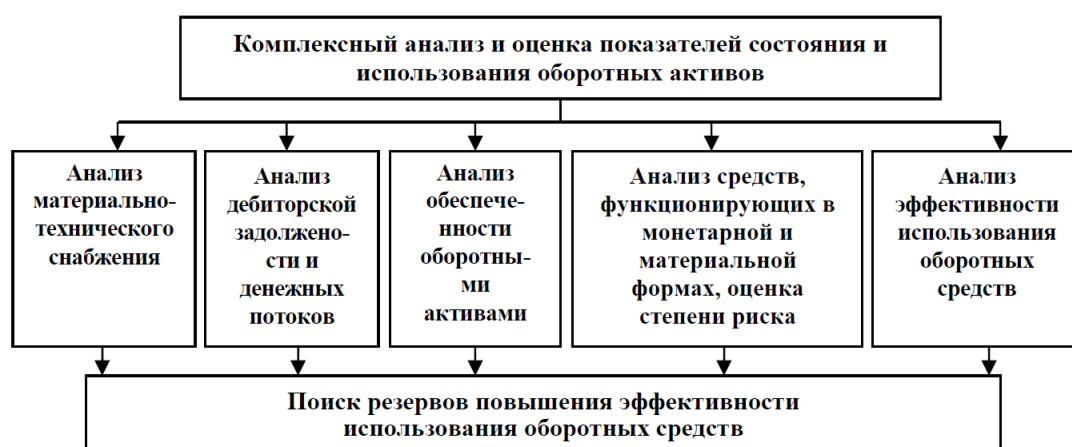 Комплексный анализ и оценка показателей состояния и
использования оборотных активов
Анализ
материально-
технического
снабжения
Анализ
дебиторской
задолжено-
сти и
денежных
потоков
Анализ
обеспече-
нности
оборотны-
ми
активами
Анализ средств,
функционирующих в
монетарной и
материальной
формах, оценка
степени риска
Анализ
эффективности
использования
оборотных
средств
Поиск резервов повышения эффективности
использования оборотных средств